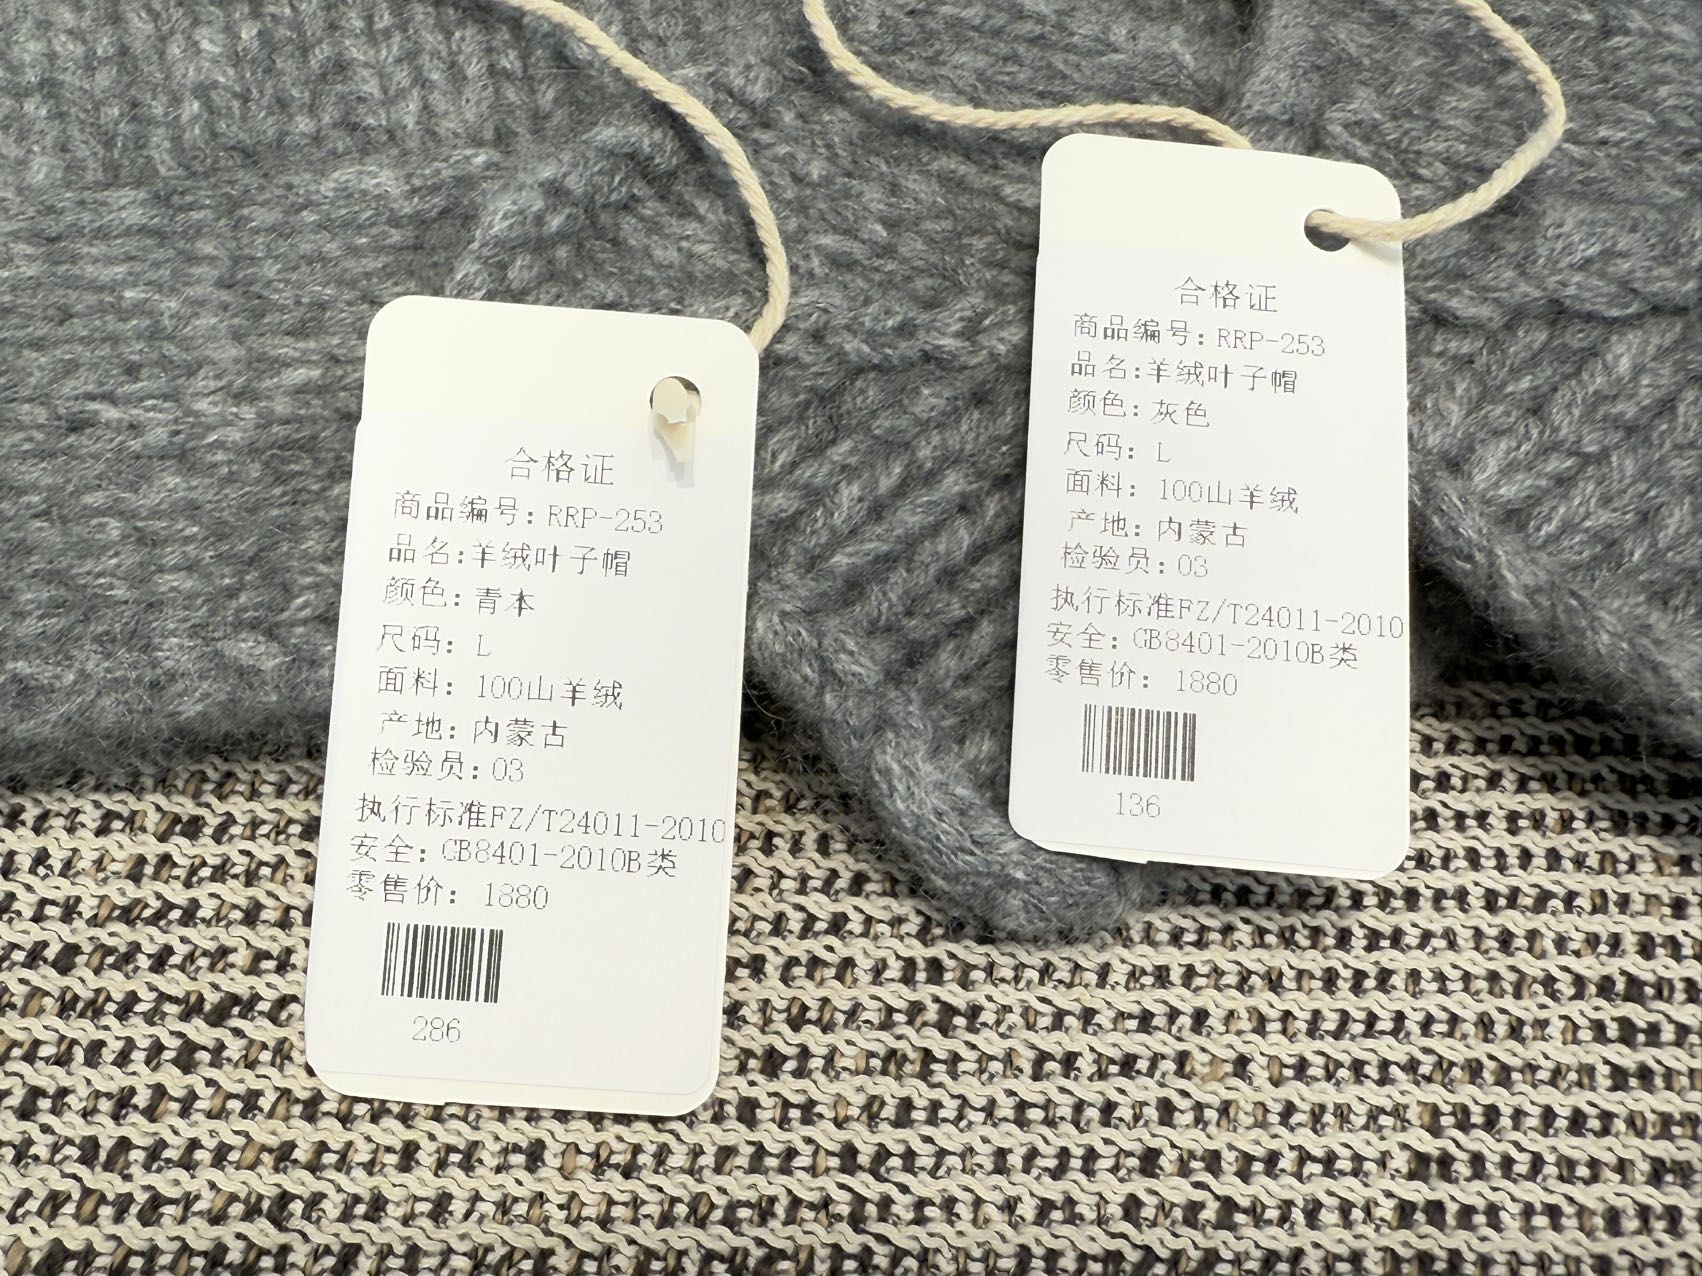 合格证
商品编号：RRP-253
品名:羊绒叶子帽
颜色：青本
尺码：L
面料：100山羊绒
产地：内蒙古
检验员：03
执行标准FZ/T24011-2010
安全：GB8401-2010B类
零售价：1880
286
合格证
商品编号：RRP-253
品名:羊绒叶子帽
颜色：灰色
尺码：L
面料：100山羊绒
产地：内蒙古
检验员：03
执行标准FZ/T24011-2010
安全：GB8401-2010B类
零售价：1880
136